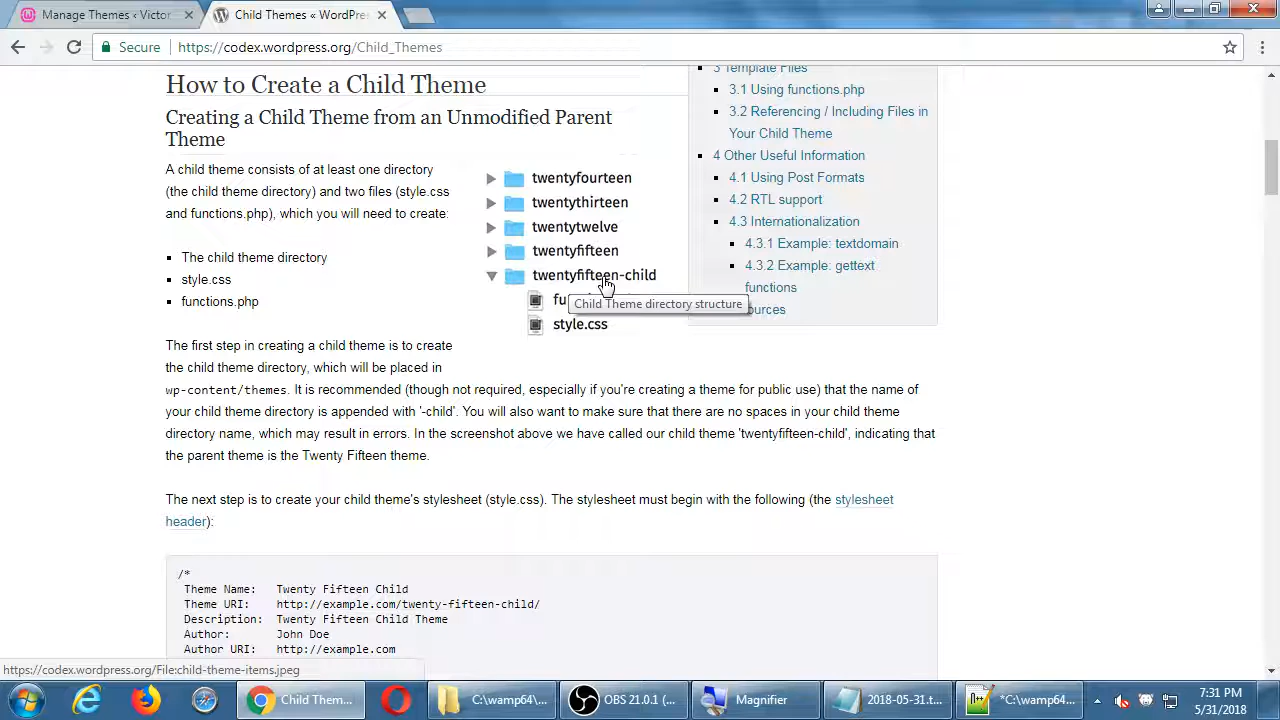 Manage Themes ‹ Victor
Child Themes « WordPre
Secure
https://codex.wordpress.org/Child_Themes
How to Create a Child Theme
Creating a Child Theme from an Unmodified Parent
Theme
A child theme consists of at least one directory
(the child theme directory) and two files (style.css
and functions.php), which you will need to create:
The child theme directory
style.css
functions.php
twentyfourteen
twentythirteen
twentytwelve
twentyfifteen
twentyfifteen-child
Child Theme directory structure
style.css
3 Template Files
3.1 Using functions.php
3.2 Referencing / Including Files in
Your Child Theme
4 Other Useful Information
4.1 Using Post Formats
4.2 RTL support
4.3 Internationalization
4.3.1 Example: textdomain
4.3.2 Example: gettext
functions
ources
The first step in creating a child theme is to create
the child theme directory, which will be placed in
wp-content/themes. It is recommended (though not required, especially if you're creating a theme for public use) that the name of
your child theme directory is appended with '-child'. You will also want to make sure that there are no spaces in your child theme
directory name, which may result in errors. In the screenshot above we have called our child theme 'twentyfifteen-child', indicating that
the parent theme is the Twenty Fifteen theme.
The next step is to create your child theme's stylesheet (style.css). The stylesheet must begin with the following (the stylesheet
header):
/*
Theme Name: Twenty Fifteen Child
Theme URI: http://example.com/twenty-fifteen-child/
Description: Twenty Fifteen Child Theme
Author: John Doe
Author URI: http://example.com
https://codex.wordpress.org/File:child-theme-items.jpeg
Child Them...
C:\wamp64\...
OBS 21.0.1 (...
Magnifier
2018-05-31.t...
*C:\wamp64...
7:31 PM
5/31/2018